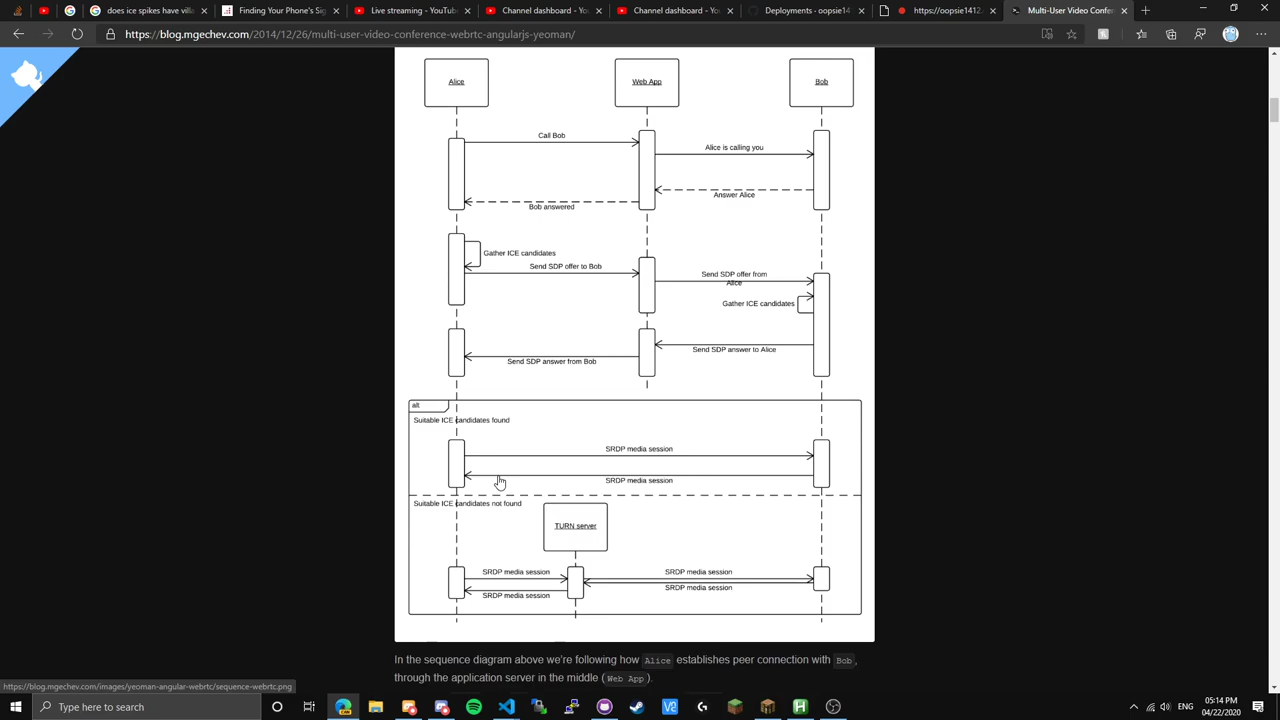 does ice spikes have villa
Finding Your Phone's Sig
Live streaming - YouTube
Channel dashboard - You
Channel dashboard - You
Deployments - oopsie14
https://oopsie1412.
Multi-User Video Confe
https://blog.mgechev.com/2014/12/26/multi-user-video-conference-webrtc-angularjs-yeoman/
Alice
Web App
Bob
Call Bob
Alice is calling you
Answer Alice
Bob answered
Gather ICE candidates
Send SDP offer to Bob
Send SDP offer from
Alice
Gather ICE candidates
Send SDP answer to Alice
Send SDP answer from Bob
alt
Suitable ICE candidates found
SRDP media session
SRDP media session
Suitable ICE candidates not found
TURN server
SRDP media session
SRDP media session
SRDP media session
SRDP media session
In the sequence diagram above we're following how Alice establishes peer connection with Bob,
through the application server in the middle ( Web App ).
https://blog.mgechev.com/images/yeoman-angular-webrtc/sequence-webrtc.png
Type here to search
ENG
05:14 PM
04/22/2020